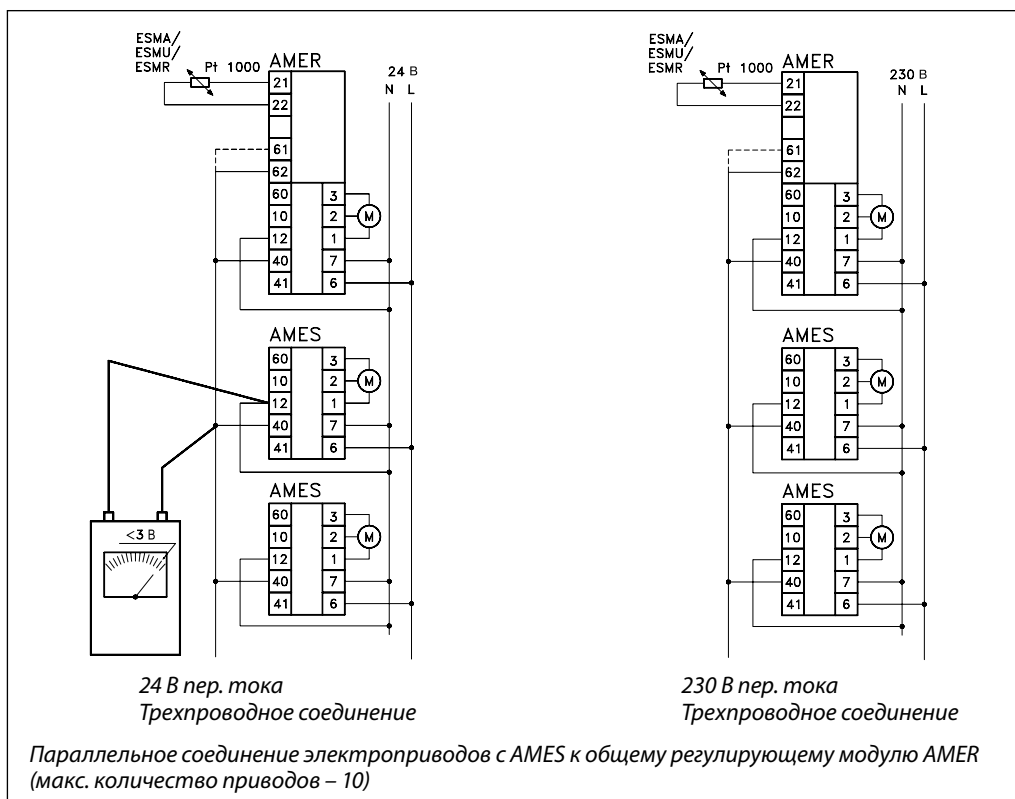 ESMA/
ESMU/
ESMR Pt 1000
AMER
24 В
N L
21
22
61
62
60 3
10 2 M
12 1
40 7
41 6
AMES
60 3
10 2 M
12 1
40 7
41 6
AMES
60 3
10 2 M
12 1
40 7
41 6
<3 В
24 В пер. тока
Трехпроводное соединение
ESMA/
ESMU/
ESMR Pt 1000
AMER
230 В
N L
21
22
61
62
60 3
10 2 M
12 1
40 7
41 6
AMES
60 3
10 2 M
12 1
40 7
41 6
AMES
60 3
10 2 M
12 1
40 7
41 6
230 В пер. тока
Трехпроводное соединение
Параллельное соединение электроприводов с AMES к общему регулирующему модулю AMER
(макс. количество приводов – 10)